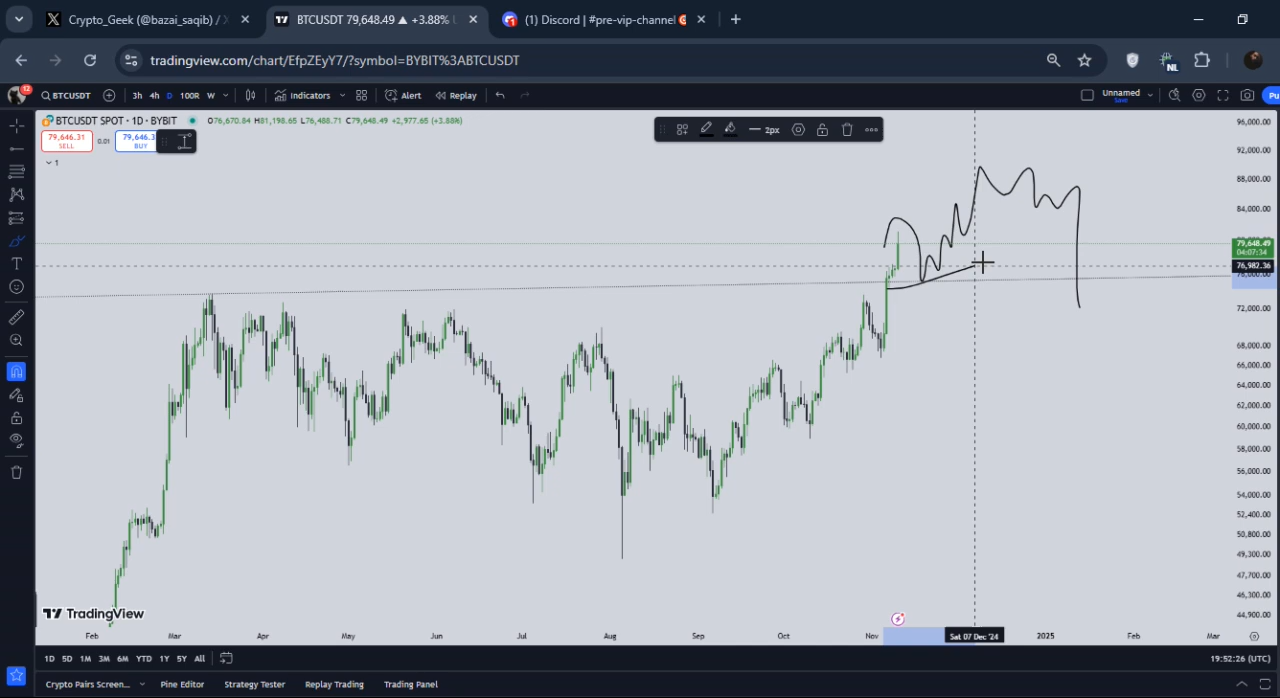 Crypto_Geek (@bazai_saqib) / X
BTCUSDT 79,648.49 ▲ +3.88%
(1) Discord | #pre-vip-channel
tradingview.com/chart/EfpZEyY7/?symbol=BYBIT%3ABTCUSDT
NL
12
BTCUSDT
3h 4h D 100R W
Indicators
Alert
Replay
Unnamed
Save
Pu
BTCUSDT SPOT · 1D · BYBIT
O76,670.84 H81,198.65 L76,488.71 C79,648.49 +2,977.65 (+3.88%)
79,646.31
SELL
0.01
79,646.3
BUY
1
2px
96,000.00
92,000.00
88,000.00
84,000.00
79,648.49
04:07:34
76,982.36
72,000.00
68,000.00
66,000.00
64,000.00
62,000.00
60,000.00
58,000.00
56,000.00
54,000.00
52,400.00
50,800.00
49,300.00
47,700.00
46,300.00
44,900.00
TradingView
Feb Mar Apr May Jun Jul Aug Sep Oct Nov Sat 07 Dec '24 2025 Feb Mar
1D 5D 1M 3M 6M YTD 1Y 5Y All
19:52:26 (UTC)
Crypto Pairs Screen... Pine Editor Strategy Tester Replay Trading Trading Panel